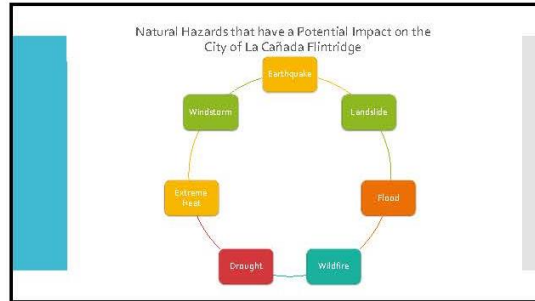 Natural Hazards that have a Potential Impact on the
City of La Cañada Flintridge
Earthquake
Landslide
Flood
Wildfire
Drought
Extreme
Heat
Windstorm